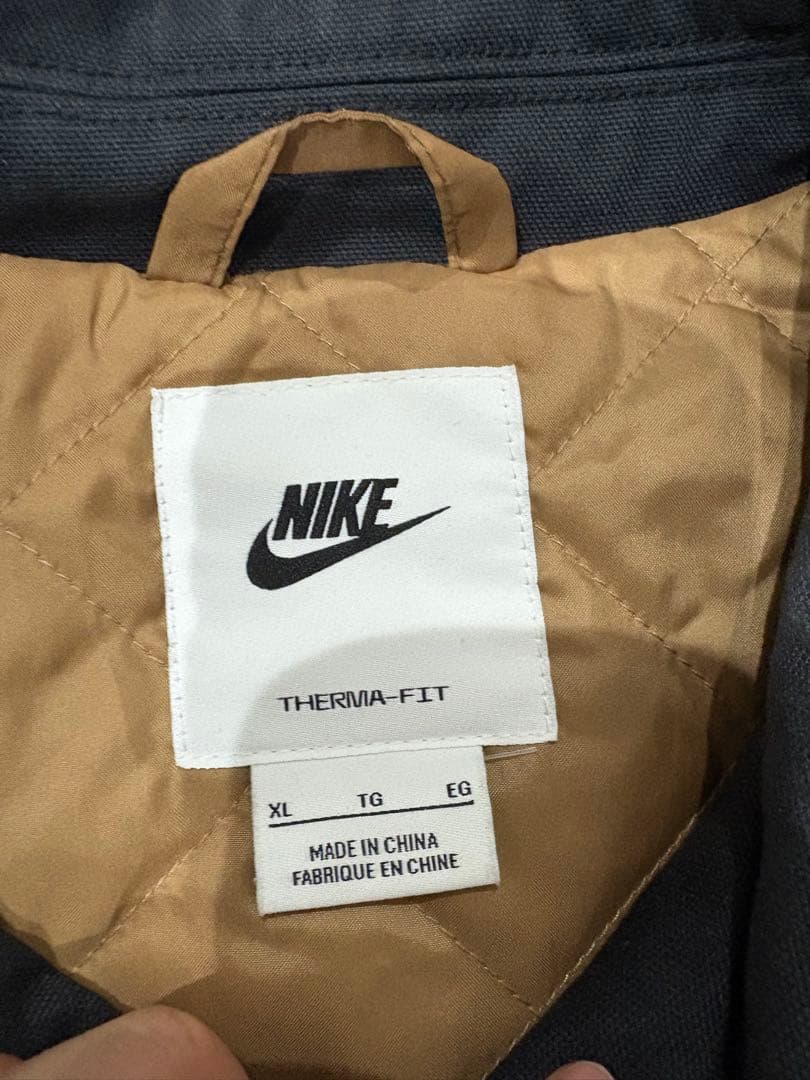 NIKE
THERMA-FIT
XL TG EG
MADE IN CHINA
FABRIQUE EN CHINE